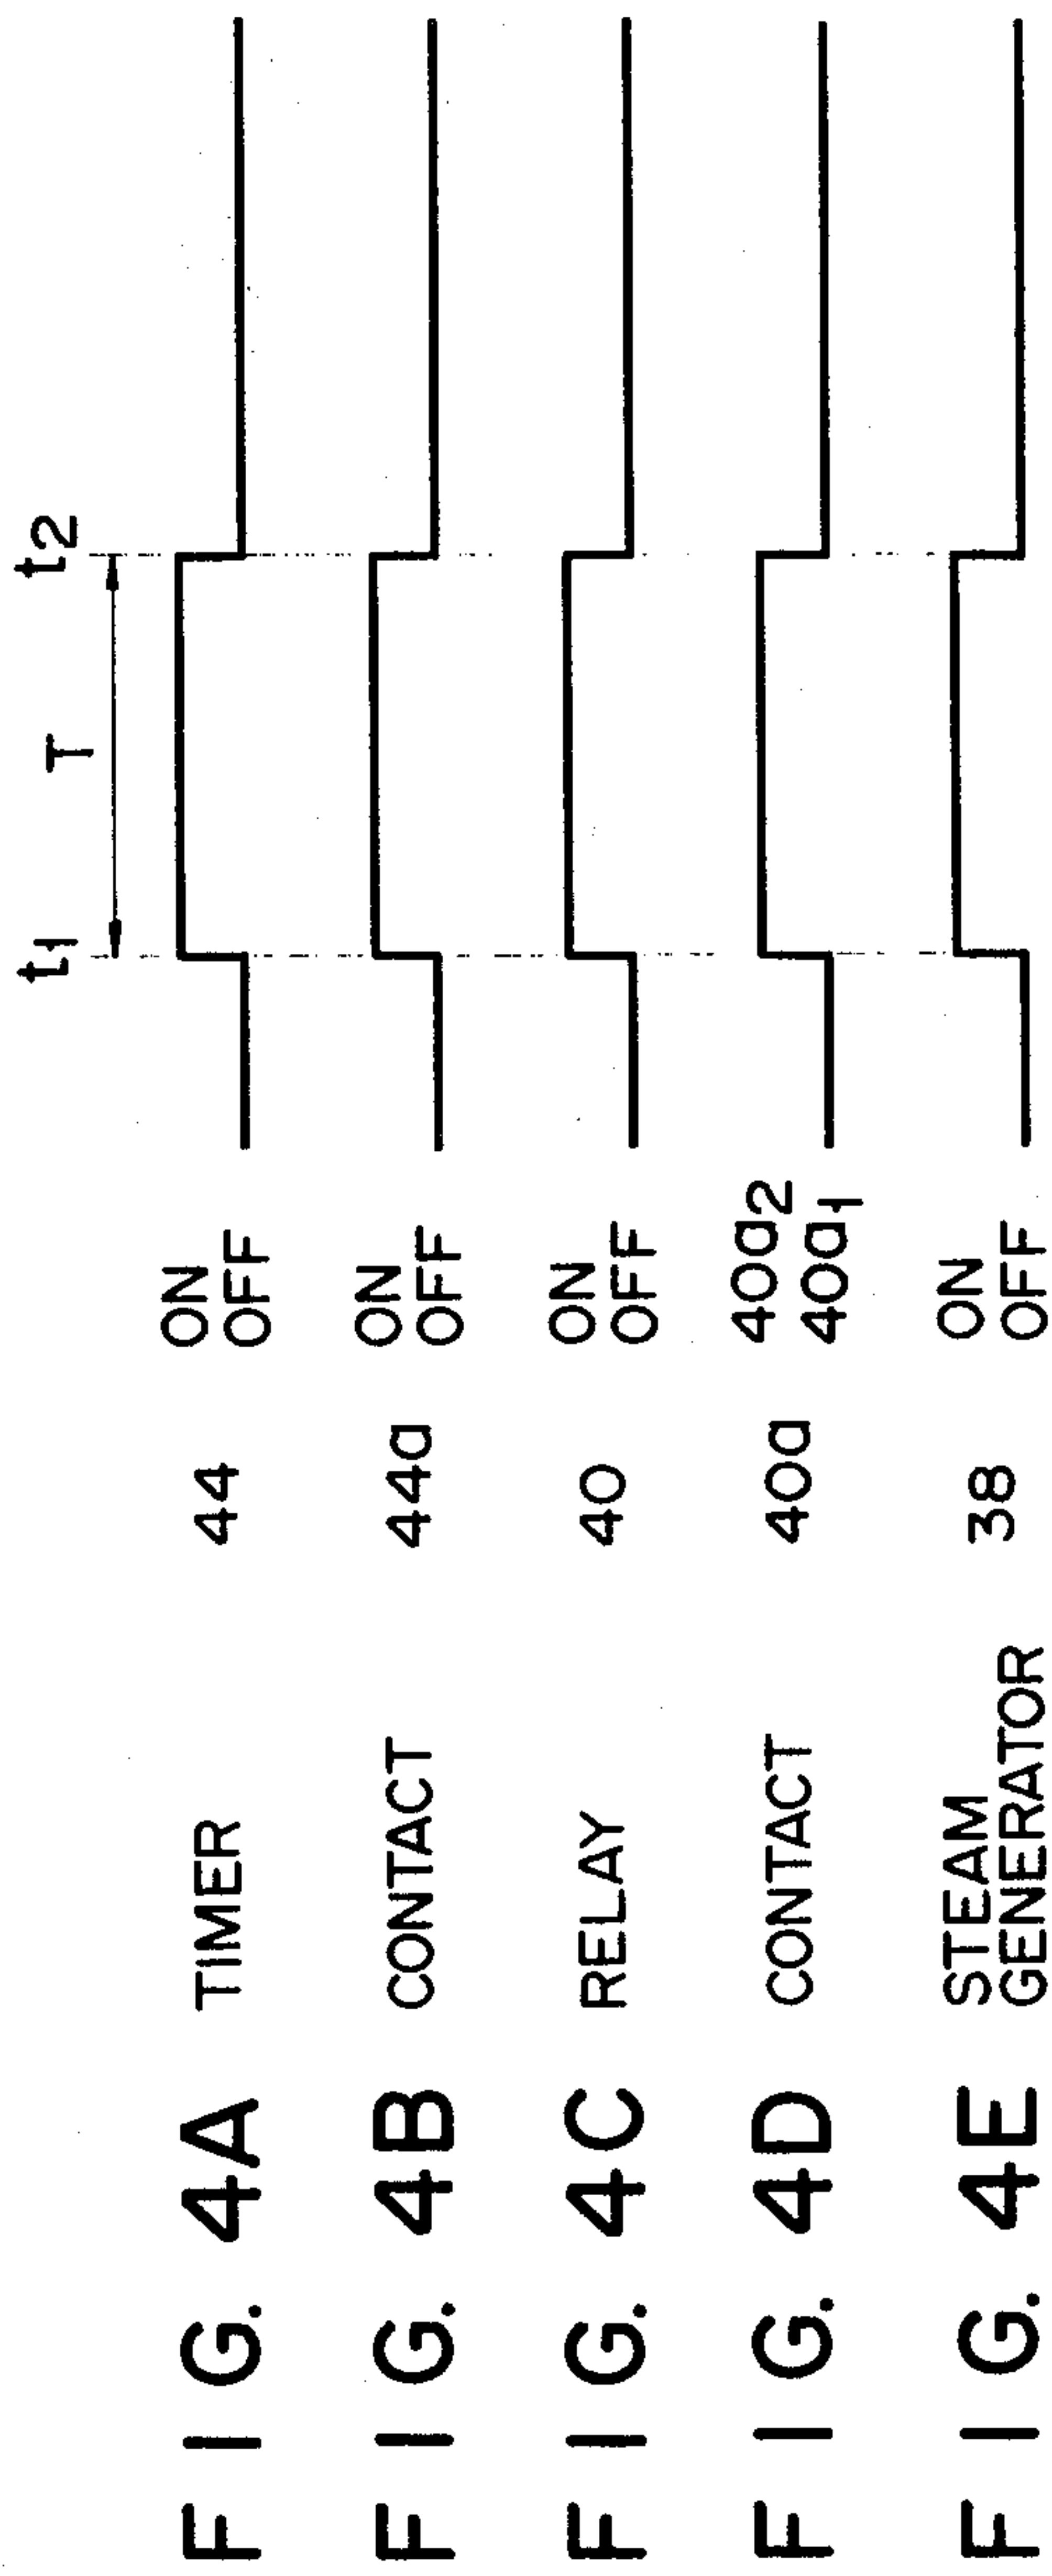 t1 T t2
FIG. 4A TIMER 44 ON
OFF
FIG. 4B CONTACT 44a ON
OFF
FIG. 4C RELAY 40 ON
OFF
FIG. 4D CONTACT 40a 40a2
40a1
FIG. 4E STEAM
GENERATOR 38 ON
OFF